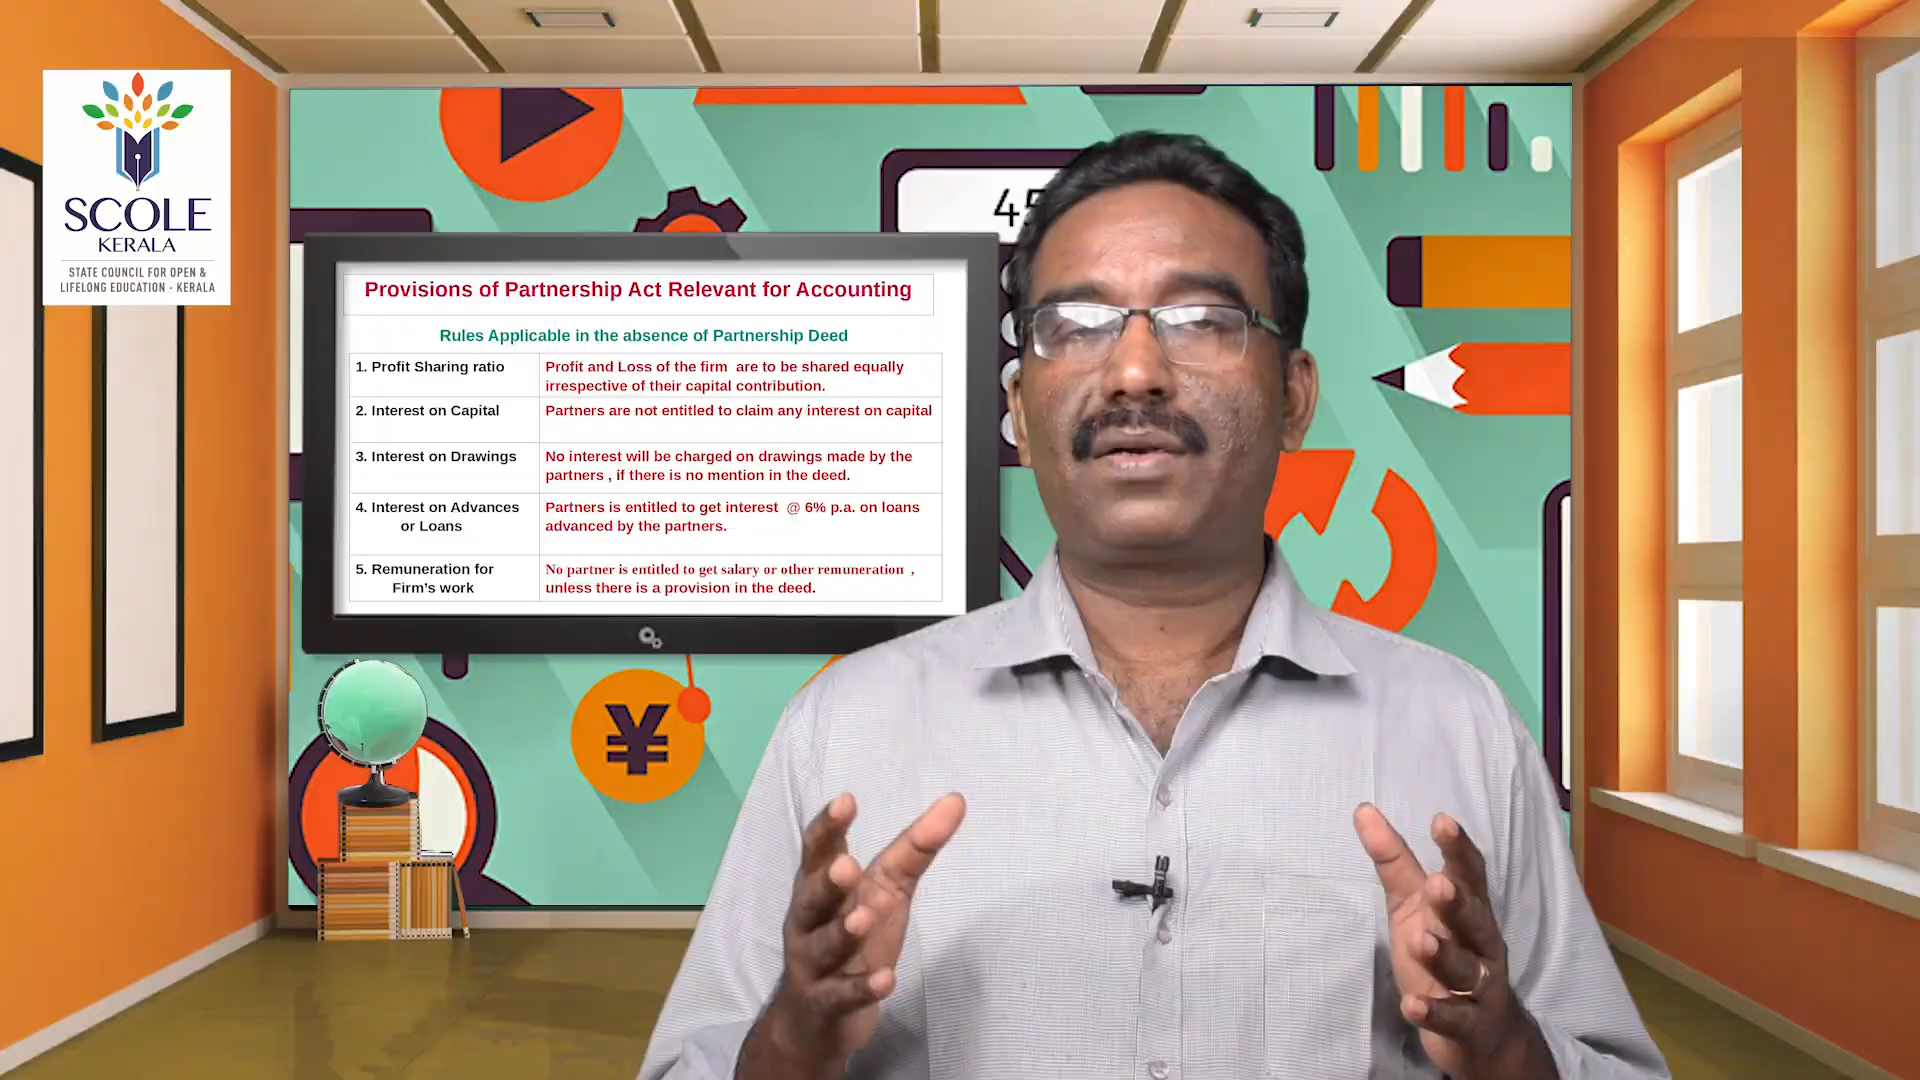 SCOLE
KERALA
STATE COUNCIL FOR OPEN &
LIFELONG EDUCATION - KERALA
45
Provisions of Partnership Act Relevant for Accounting
Rules Applicable in the absence of Partnership Deed
1. Profit Sharing ratio
Profit and Loss of the firm are to be shared equally
irrespective of their capital contribution.
2. Interest on Capital
Partners are not entitled to claim any interest on capital
3. Interest on Drawings
No interest will be charged on drawings made by the
partners , if there is no mention in the deed.
4. Interest on Advances
or Loans
Partners is entitled to get interest @ 6% p.a. on loans
advanced by the partners.
5. Remuneration for
Firm's work
No partner is entitled to get salary or other remuneration ,
unless there is a provision in the deed.
¥